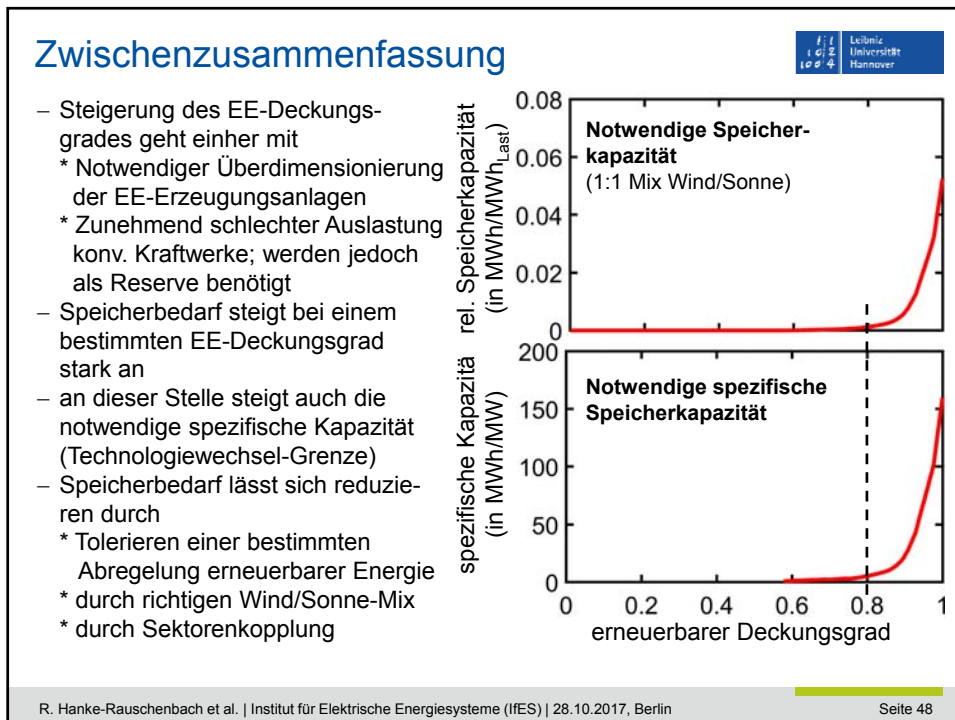 Zwischenzusammenfassung
Leibniz
Universität
Hannover
– Steigerung des EE-Deckungs-
grades geht einher mit
* Notwendiger Überdimensionierung
der EE-Erzeugungsanlagen
* Zunehmend schlechter Auslastung
konv. Kraftwerke; werden jedoch
als Reserve benötigt
– Speicherbedarf steigt bei einem
bestimmten EE-Deckungsgrad
stark an
– an dieser Stelle steigt auch die
notwendige spezifische Kapazität
(Technologiewechsel-Grenze)
– Speicherbedarf lässt sich reduzie-
ren durch
* Tolerieren einer bestimmten
Abregelung erneuerbarer Energie
* durch richtigen Wind/Sonne-Mix
* durch Sektorenkopplung
rel. Speicherkapazität
(in MWh/MWh_Last)
0.08
0.06
0.04
0.02
0
Notwendige Speicher-
kapazität
(1:1 Mix Wind/Sonne)
spezifische Kapazitä
(in MWh/MW)
200
150
100
50
0
Notwendige spezifische
Speicherkapazität
0 0.2 0.4 0.6 0.8 1
erneuerbarer Deckungsgrad
R. Hanke-Rauschenbach et al. | Institut für Elektrische Energiesysteme (IfES) | 28.10.2017, Berlin
Seite 48